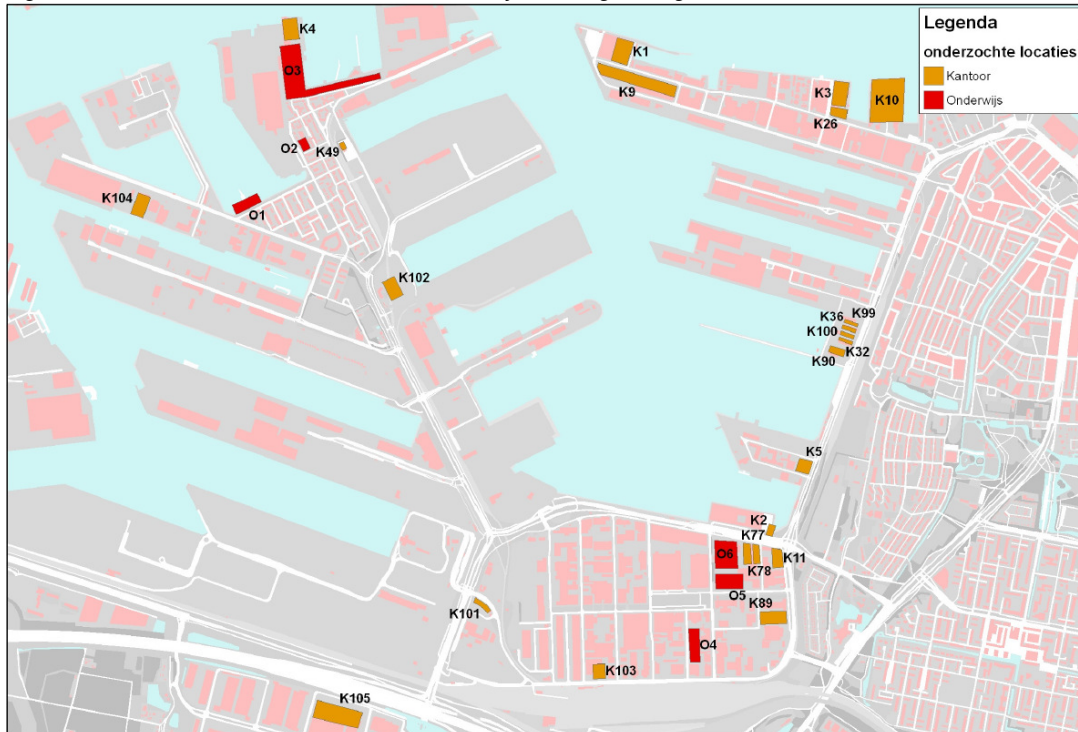 Legenda
onderzochte locaties
Kantoor
Onderwijs
K4
O3
K1
K9
K3
K10
K26
O2
K49
K104
O1
K102
K36
K99
K100
K32
K90
K5
K2
K77
O6
K11
K78
O5
K89
K101
O4
K103
K105